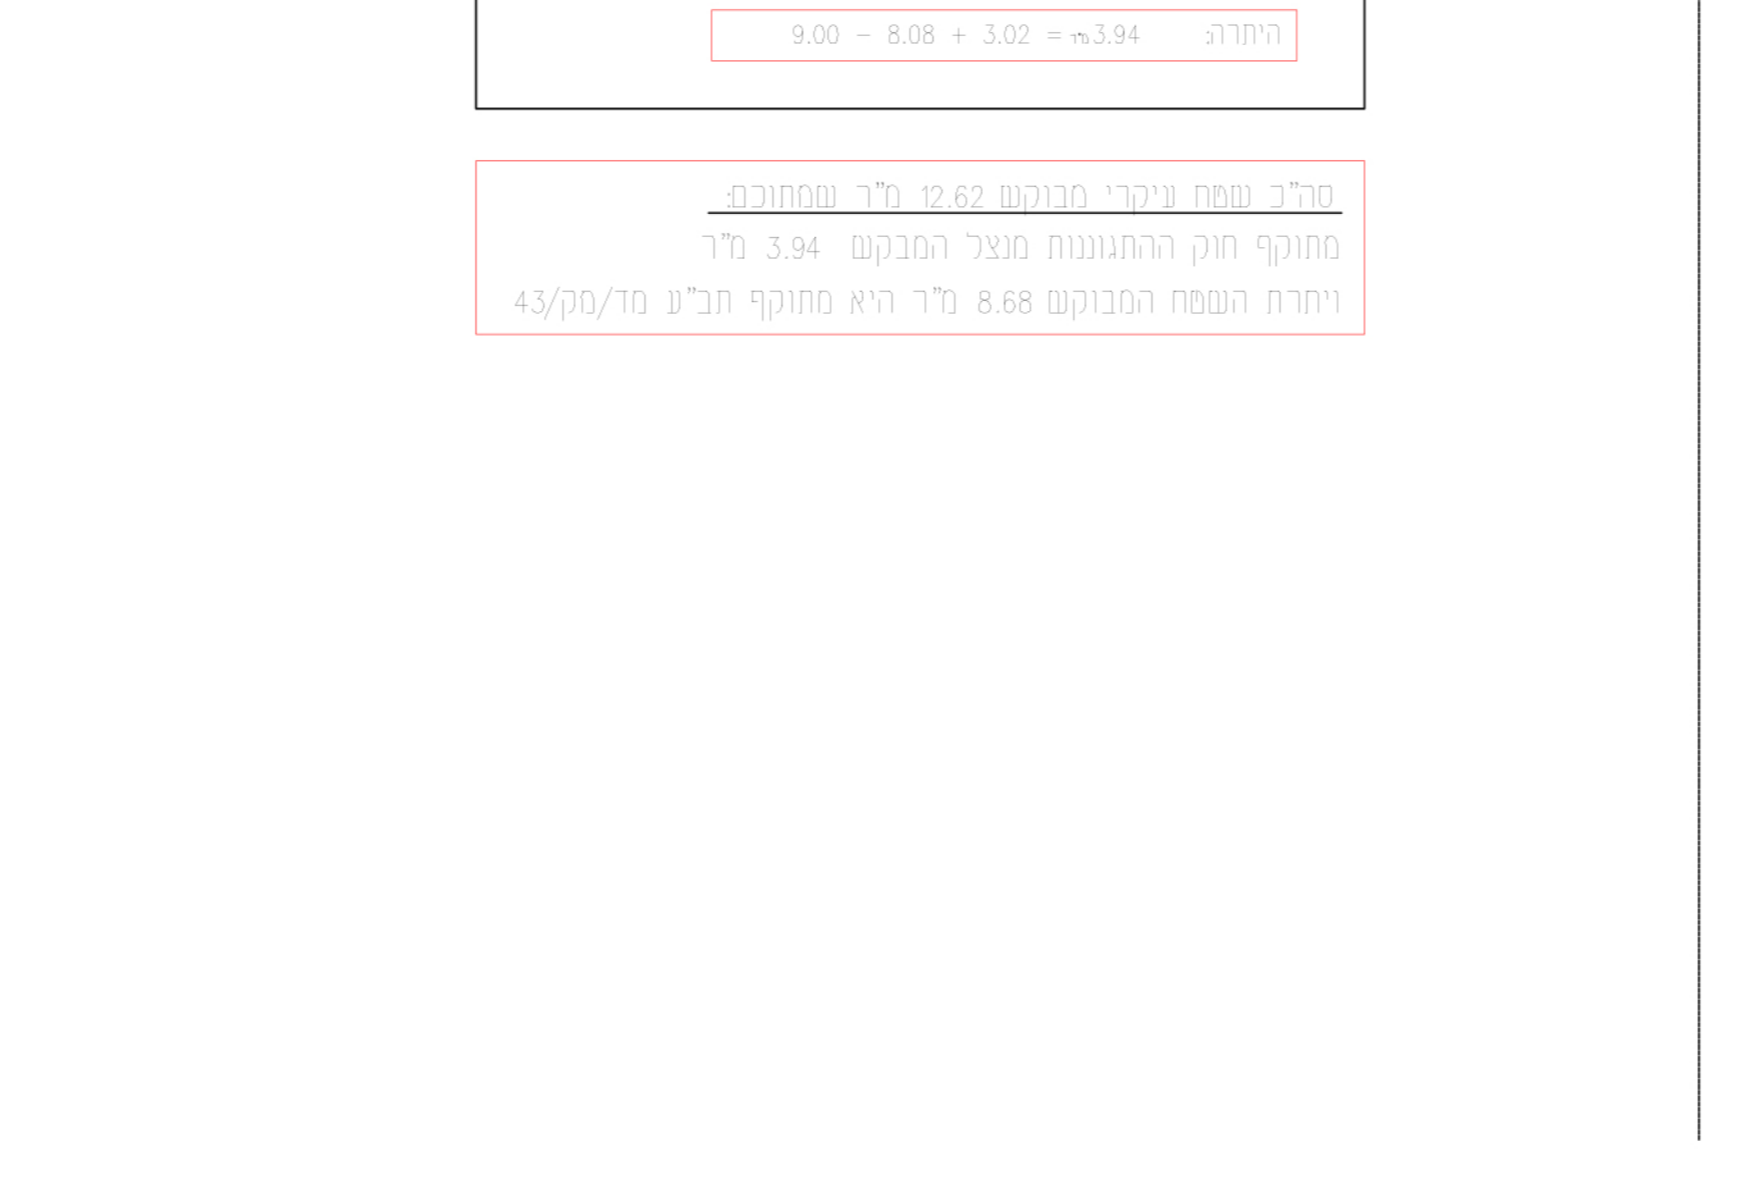 היתרה: 9.00 - 8.08 + 3.02 = 3.94 מ"ר
סה"כ שטח עיקרי מבוקש 12.62 מ"ר שמתוכם:
מתוקף חוק ההתגוננות מנצל המבקש 3.94 מ"ר
ויתרת השטח המבוקש 8.68 מ"ר היא מתוקף תב"ע מד/מק/43